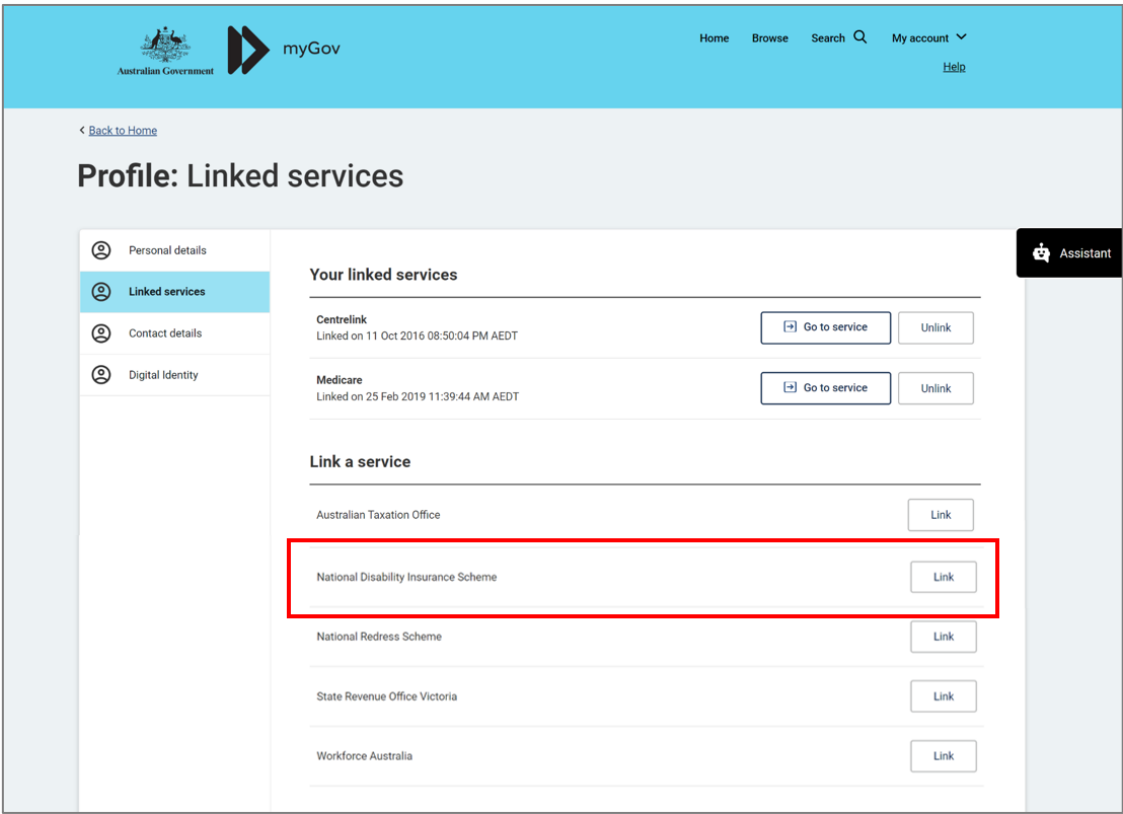 Australian Government
myGov
Home Browse Search My account
Help
Back to Home
Profile: Linked services
Personal details
Linked services
Contact details
Digital Identity
Assistant
Your linked services
Centrelink
Linked on 11 Oct 2016 08:50:04 PM AEDT
Go to service Unlink
Medicare
Linked on 25 Feb 2019 11:39:44 AM AEDT
Go to service Unlink
Link a service
Australian Taxation Office Link
National Disability Insurance Scheme Link
National Redress Scheme Link
State Revenue Office Victoria Link
Workforce Australia Link